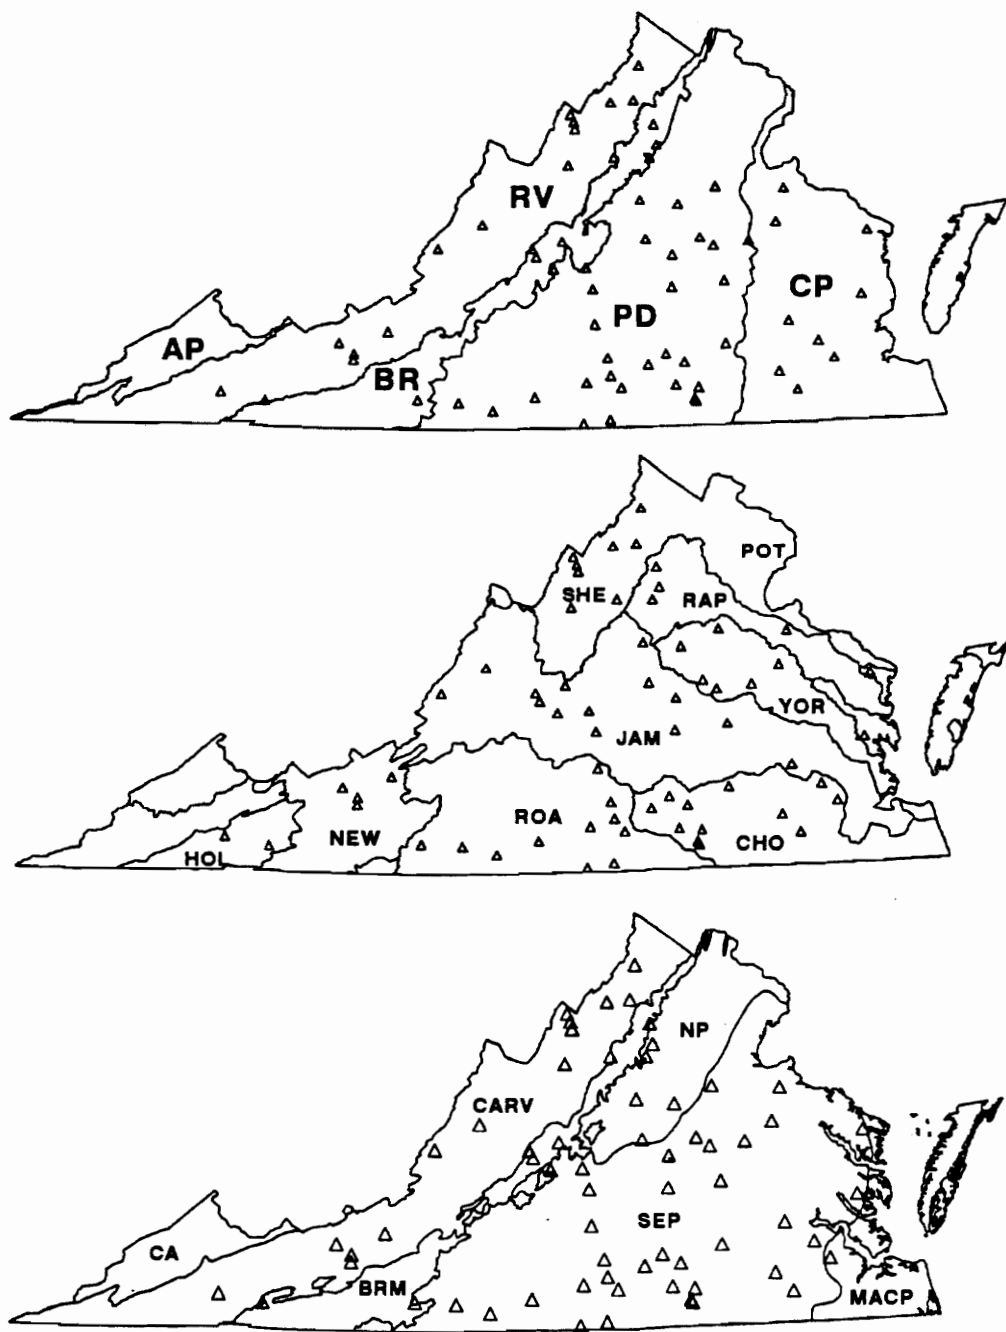 RV
CP
PD
AP
BR
POT
SHE
RAP
YOR
JAM
ROA
NEW
CHO
HOL
NP
CARV
SEP
CA
BRM
MACP